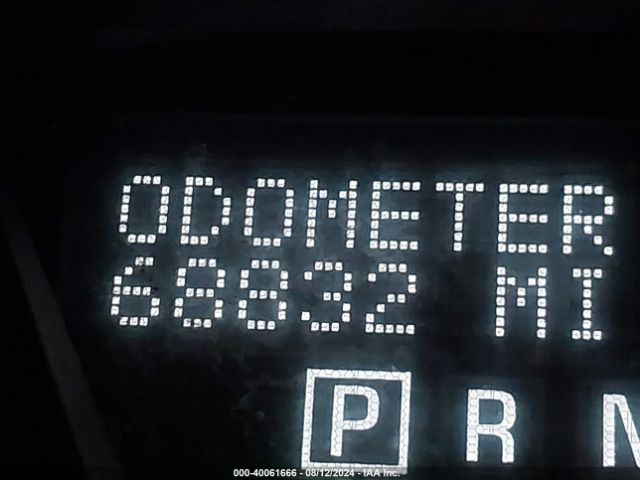 ODOMETER
68832 MI
P R N
000-40061666 - 08/12/2024 - IAA Inc.